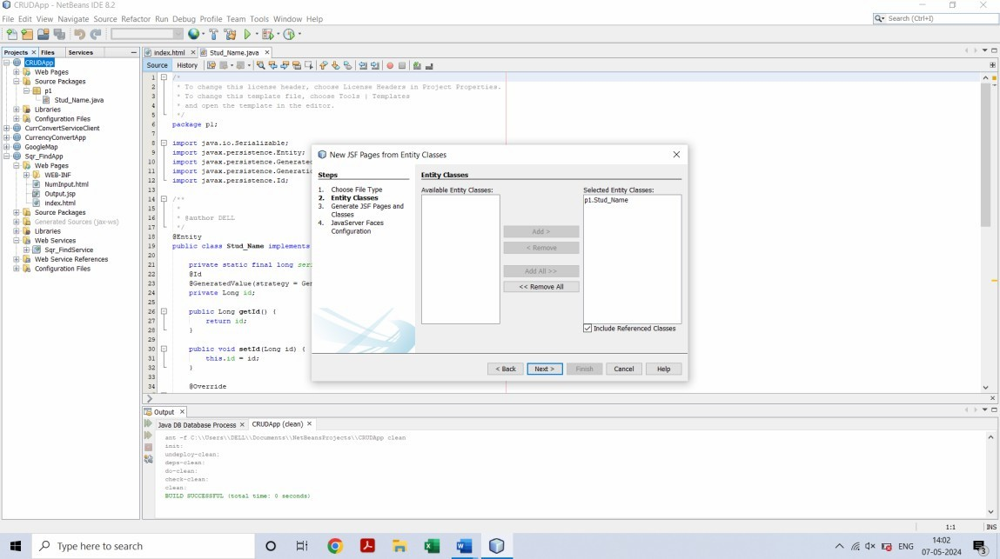 CRUDApp - NetBeans IDE 8.2
File Edit View Navigate Source Refactor Run Debug Profile Team Tools Window Help
Search (Ctrl+I)
Projects Files Services
CRUDApp
Web Pages
Source Packages
p1
Stud_Name.java
Libraries
Configuration Files
CurrConvertServiceClient
CurrencyConvertApp
GoogleMap
Sqr_FindApp
Web Pages
WEB-INF
NumInput.html
Output.jsp
index.html
Source Packages
Generated Sources (jax-ws)
Libraries
Web Services
Sqr_FindService
Web Service References
Configuration Files
index.html Stud_Name.java
Source History
1 /*
2 * To change this license header, choose License Headers in Project Properties.
3 * To change this template file, choose Tools | Templates
4 * and open the template in the editor.
5 */
6 package p1;
7
8 import java.io.Serializable;
9 import javax.persistence.Entity;
10 import javax.persistence.Generated
11 import javax.persistence.Generatio
12 import javax.persistence.Id;
13
14 /**
15 *
16 * @author DELL
17 */
18 @Entity
19 public class Stud_Name implements
20
21 private static final long ser
22 @Id
23 @GeneratedValue(strategy = Ge
24 private Long id;
25
26 public Long getId() {
27 return id;
28 }
29
30 public void setId(Long id) {
31 this.id = id;
32 }
33
34 @Override
New JSF Pages from Entity Classes
Steps
1. Choose File Type
2. Entity Classes
3. Generate JSF Pages and
Classes
4. JavaServer Faces
Configuration
Entity Classes
Available Entity Classes:
Selected Entity Classes:
p1.Stud_Name
Add >
< Remove
Add All >>
<< Remove All
Include Referenced Classes
< Back Next > Finish Cancel Help
Output
Java DB Database Process CRUDApp (clean)
ant -f C:\\Users\\DELL\\Documents\\NetBeansProjects\\CRUDApp clean
init:
undeploy-clean:
deps-clean:
do-clean:
check-clean:
clean:
BUILD SUCCESSFUL (total time: 0 seconds)
1:1 INS
Type here to search
ENG
14:02
07-05-2024
3